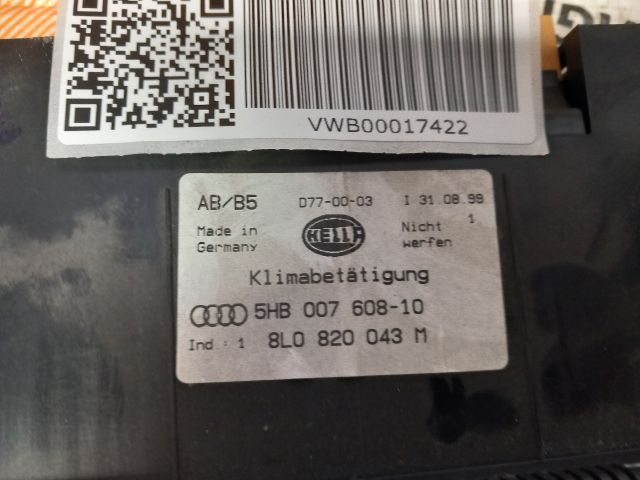 VWB00017422
AB/B5 D77-00-03 I 31.08.99
Made in Germany
HELLA
Nicht 1
werfen
Klimabetätigung
5HB 007 608-10
Ind : 1 8L0 820 043 M